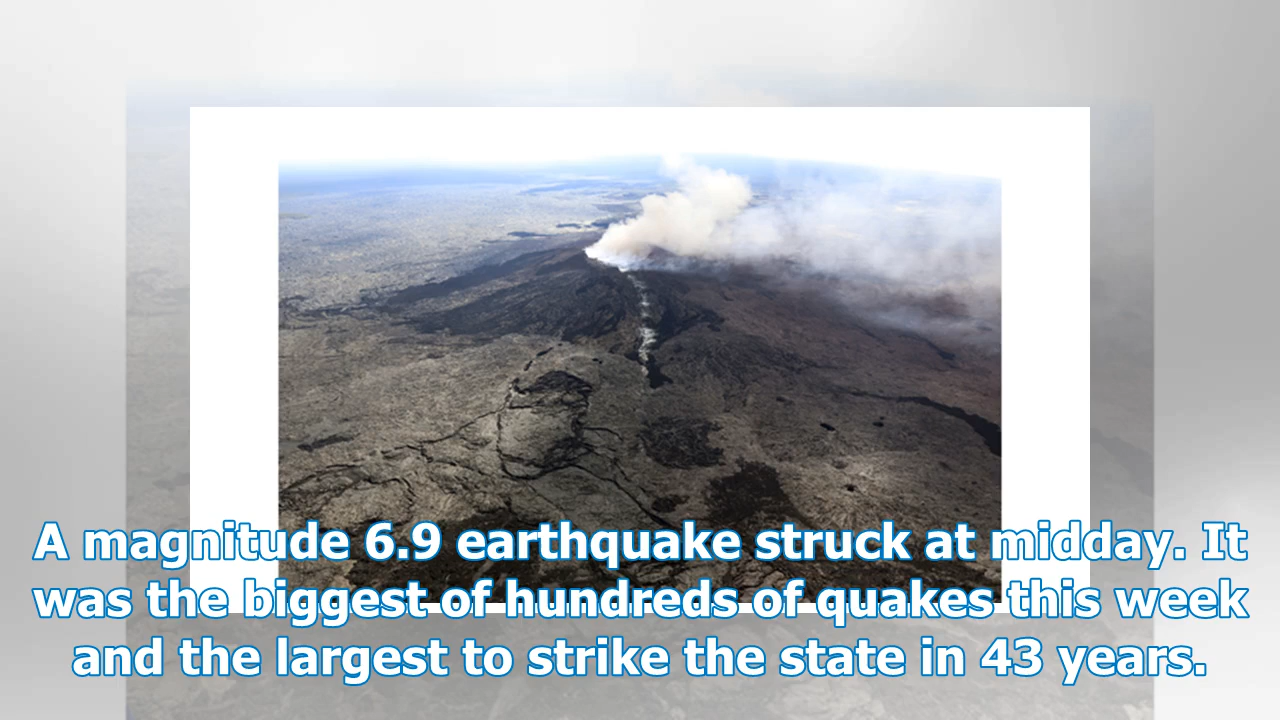 A magnitude 6.9 earthquake struck at midday. It
was the biggest of hundreds of quakes this week
and the largest to strike the state in 43 years.